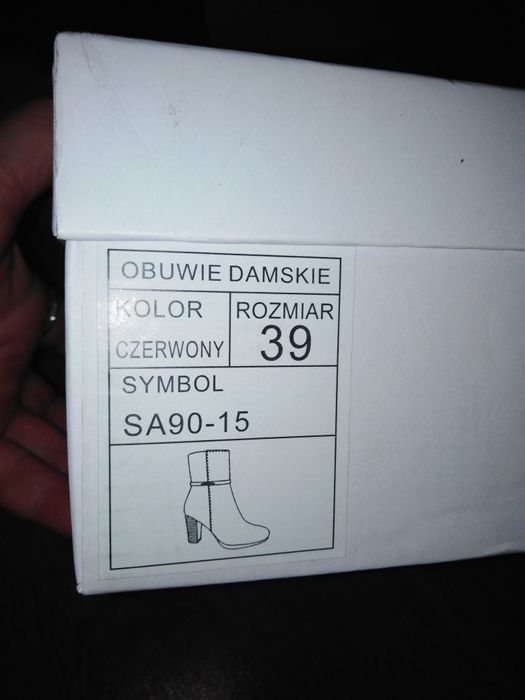 OBUWIE DAMSKIE
KOLOR
CZERWONY
ROZMIAR
39
SYMBOL
SA90-15